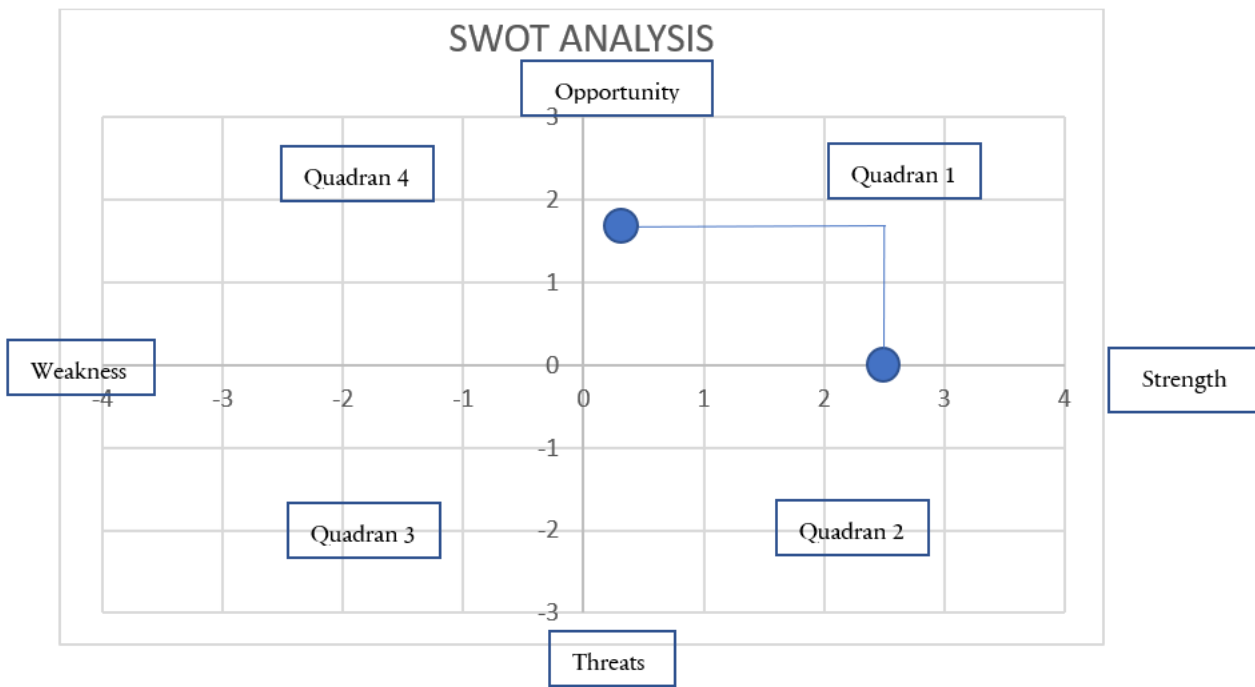 SWOT ANALYSIS
Opportunity
3
Quadran 4
Quadran 1
2
1
0
Weakness
Strength
-4
-3
-2
-1
0
1
2
3
4
-1
Quadran 3
-2
Quadran 2
-3
Threats